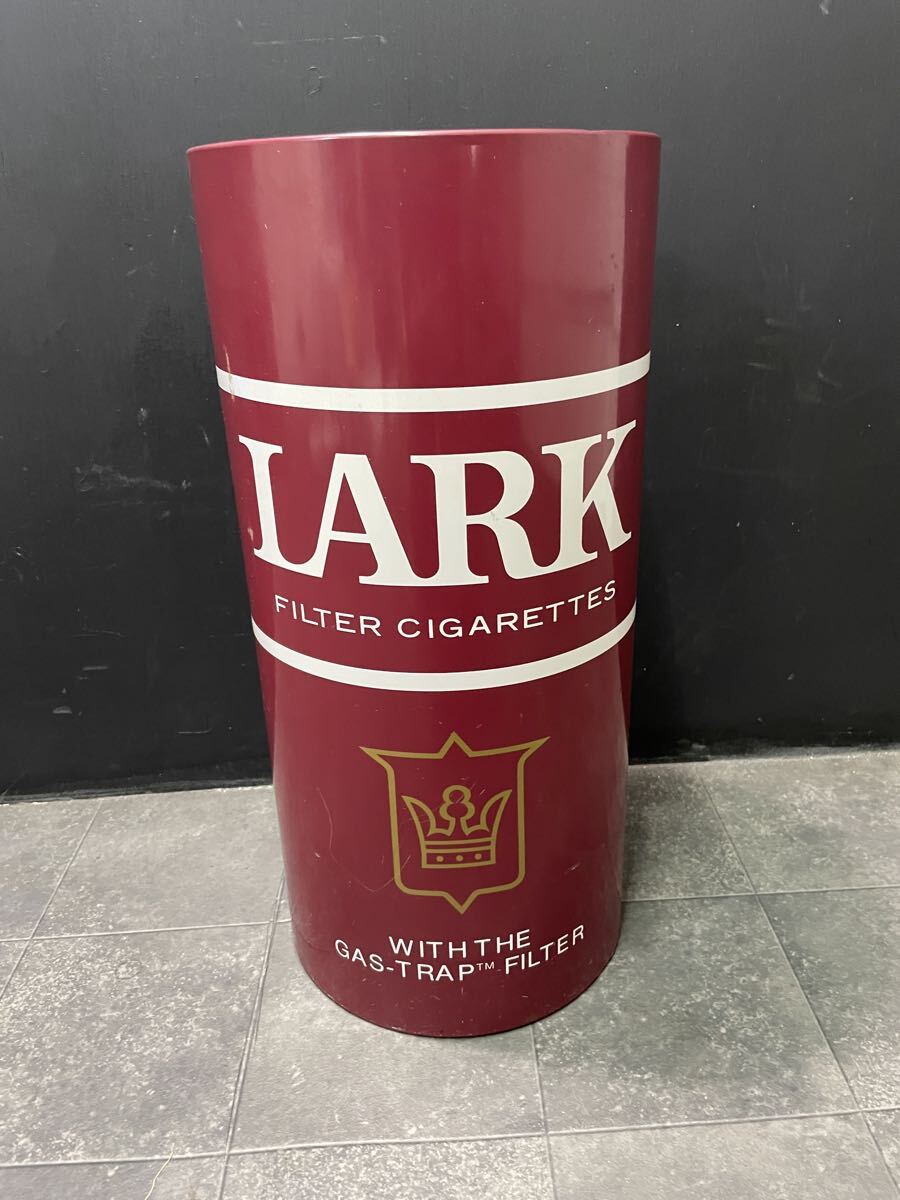 LARK
FILTER CIGARETTES
WITH THE
GAS-TRAP™ FILTER